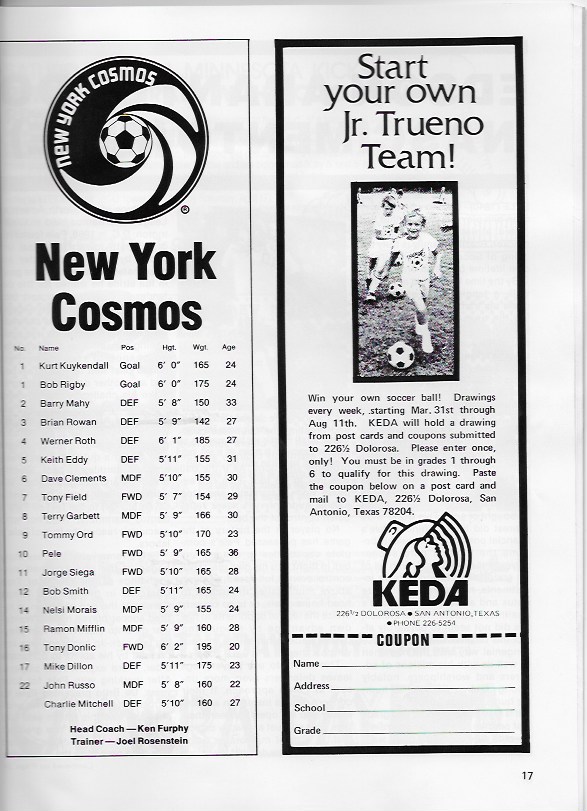 NEW YORK COSMOS
®
New York
Cosmos
No. Name Pos Hgt. Wgt. Age
1 Kurt Kuykendall Goal 6' 0" 165 24
1 Bob Rigby Goal 6' 0" 175 24
2 Barry Mahy DEF 5' 8" 150 33
3 Brian Rowan DEF 5' 9" 142 27
4 Werner Roth DEF 6' 1" 185 27
5 Keith Eddy DEF 5'11" 155 31
6 Dave Clements MDF 5'10" 155 30
7 Tony Field FWD 5' 7" 154 29
8 Terry Garbett MDF 5' 9" 166 30
9 Tommy Ord FWD 5'10" 170 23
10 Pele FWD 5' 9" 165 36
11 Jorge Siega FWD 5'10" 165 28
12 Bob Smith DEF 5'11" 165 24
14 Nelsi Morais MDF 5' 9" 155 24
15 Ramon Mifflin MDF 5' 9" 160 28
16 Tony Donlic FWD 6' 2" 195 20
17 Mike Dillon DEF 5'11" 175 23
22 John Russo MDF 5' 8" 160 22
Charlie Mitchell DEF 5'10" 160 27
Head Coach — Ken Furphy
Trainer — Joel Rosenstein
Start
your own
Jr. Trueno
Team!
Win your own soccer ball! Drawings
every week, starting Mar. 31st through
Aug 11th. KEDA will hold a drawing
from post cards and coupons submitted
to 226½ Dolorosa. Please enter once,
only! You must be in grades 1 through
6 to qualify for this drawing. Paste
the coupon below on a post card and
mail to KEDA, 226½ Dolorosa, San
Antonio, Texas 78204.
KEDA
226½ DOLOROSA • SAN ANTONIO, TEXAS
• PHONE 226-5254
COUPON
Name
Address
School
Grade
17